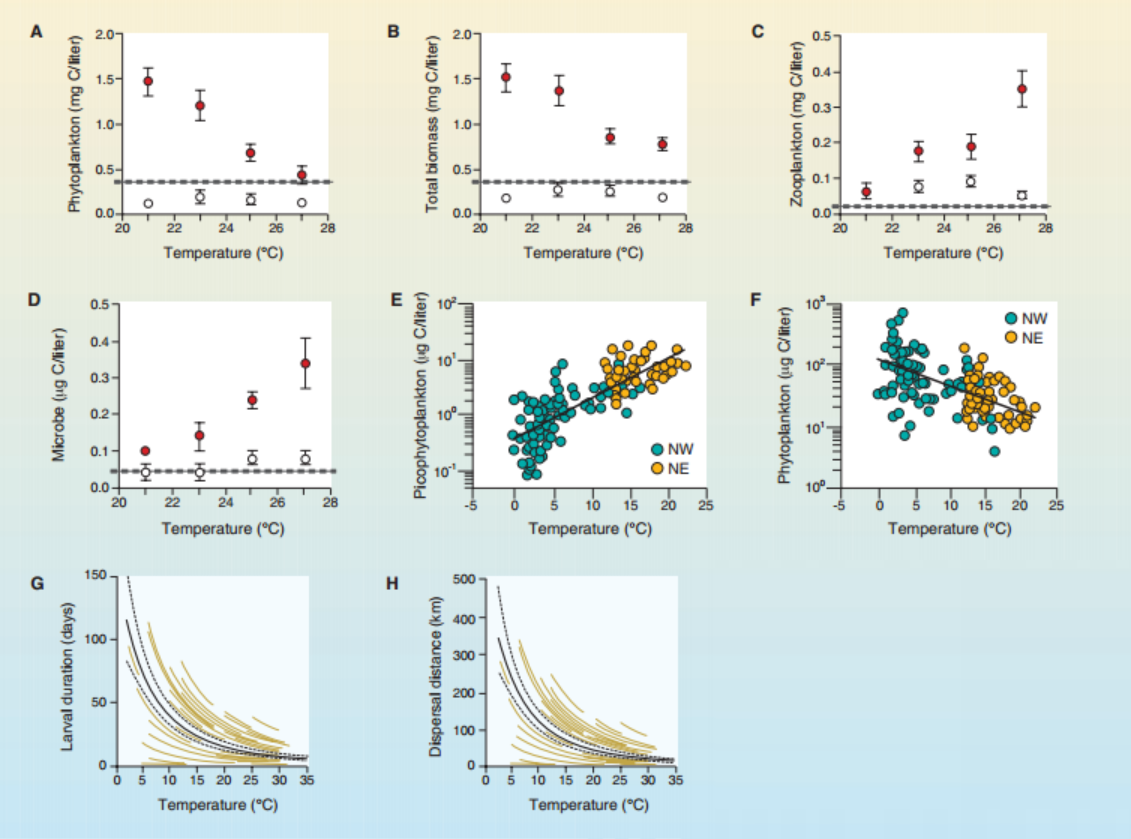 A
Phytoplankton (mg C/liter)
2.0
1.5
1.0
0.5
0.0
20 22 24 26 28
Temperature (°C)
B
Total biomass (mg C/liter)
2.0
1.5
1.0
0.5
0.0
20 22 24 26 28
Temperature (°C)
C
Zooplankton (mg C/liter)
0.5
0.4
0.3
0.2
0.1
0.0
20 22 24 26 28
Temperature (°C)
D
Microbe (µg C/liter)
0.5
0.4
0.3
0.2
0.1
0.0
20 22 24 26 28
Temperature (°C)
E
Picophytoplankton (µg C/liter)
10²
10¹
10⁰
10⁻¹
NW
NE
-5 0 5 10 15 20 25
Temperature (°C)
F
Phytoplankton (µg C/liter)
10³
10²
10¹
10⁰
NW
NE
-5 0 5 10 15 20 25
Temperature (°C)
G
Larval duration (days)
150
100
50
0
0 5 10 15 20 25 30 35
Temperature (°C)
H
Dispersal distance (km)
500
400
300
200
100
0
0 5 10 15 20 25 30 35
Temperature (°C)